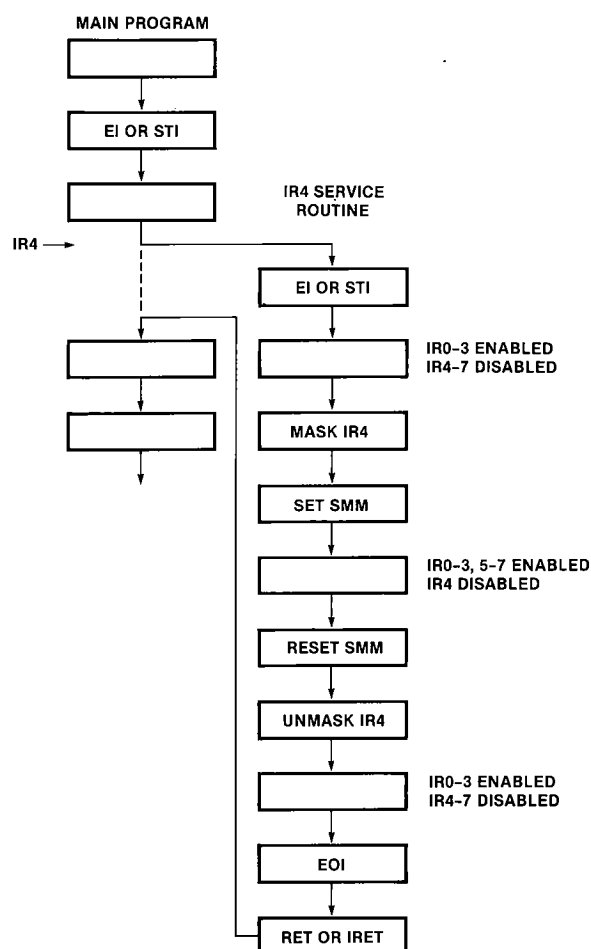 MAIN PROGRAM
EI OR STI
IR4 SERVICE
ROUTINE
IR4
EI OR STI
IR0-3 ENABLED
IR4-7 DISABLED
MASK IR4
SET SMM
IR0-3, 5-7 ENABLED
IR4 DISABLED
RESET SMM
UNMASK IR4
IR0-3 ENABLED
IR4-7 DISABLED
EOI
RET OR IRET